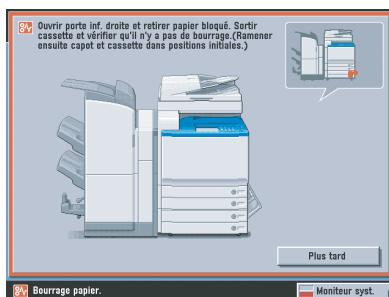 Ouvrir porte inf. droite et retirer papier bloqué. Sortir
cassette et vérifier qu'il n'y a pas de bourrage.(Ramener
ensuite capot et cassette dans positions initiales.)
Plus tard
Bourrage papier.
Moniteur syst.